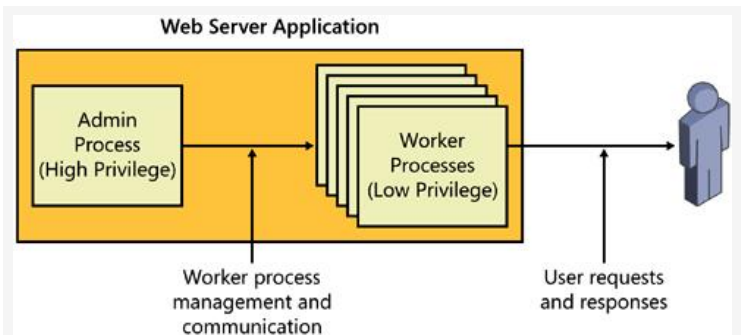 Web Server Application
Admin
Process
(High Privilege)
Worker
Processes
(Low Privilege)
Worker process
management and
communication
User requests
and responses